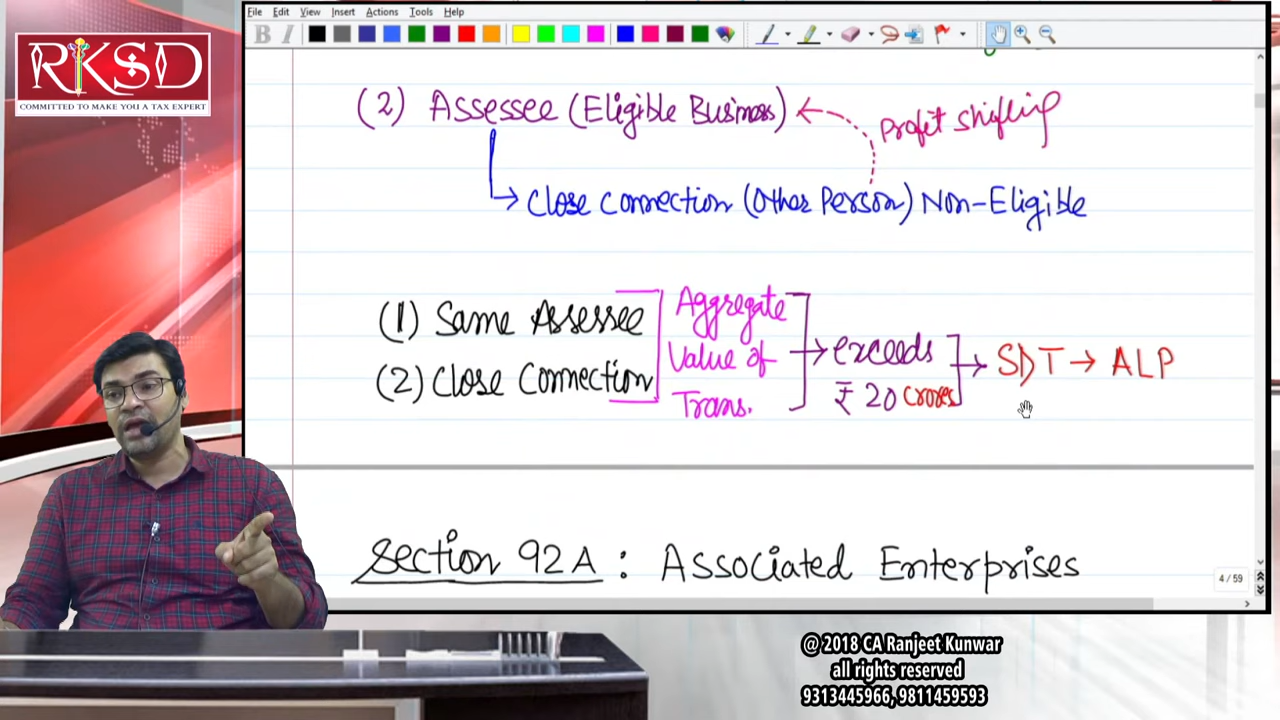 File Edit View Insert Actions Tools Help
B I
RKSD
COMMITTED TO MAKE YOU A TAX EXPERT
(2) Assessee (Eligible Business)
Profit shifting
Close Connection (Other Person) Non-Eligible
(1) Same Assessee
(2) Close Connection
Aggregate
Value of
Trans.
exceeds
₹ 20 crores
SDT → ALP
Section 92A : Associated Enterprises
4 / 59
@ 2018 CA Ranjeet Kunwar
all rights reserved
9313445966, 9811459593